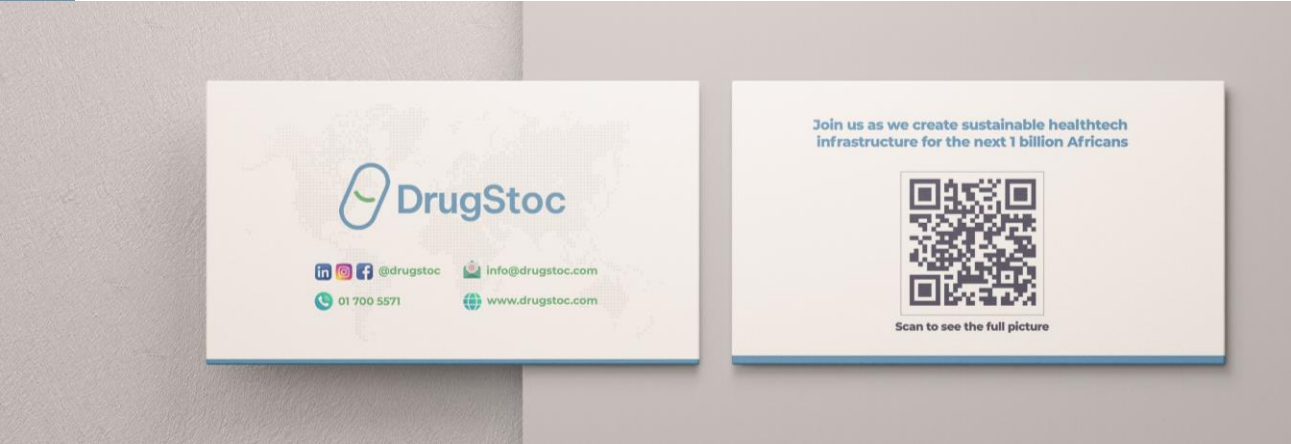 DrugStoc
in @drugstoc
info@drugstoc.com
01 700 5571
www.drugstoc.com
Join us as we create sustainable healthtech
infrastructure for the next 1 billion Africans
Scan to see the full picture